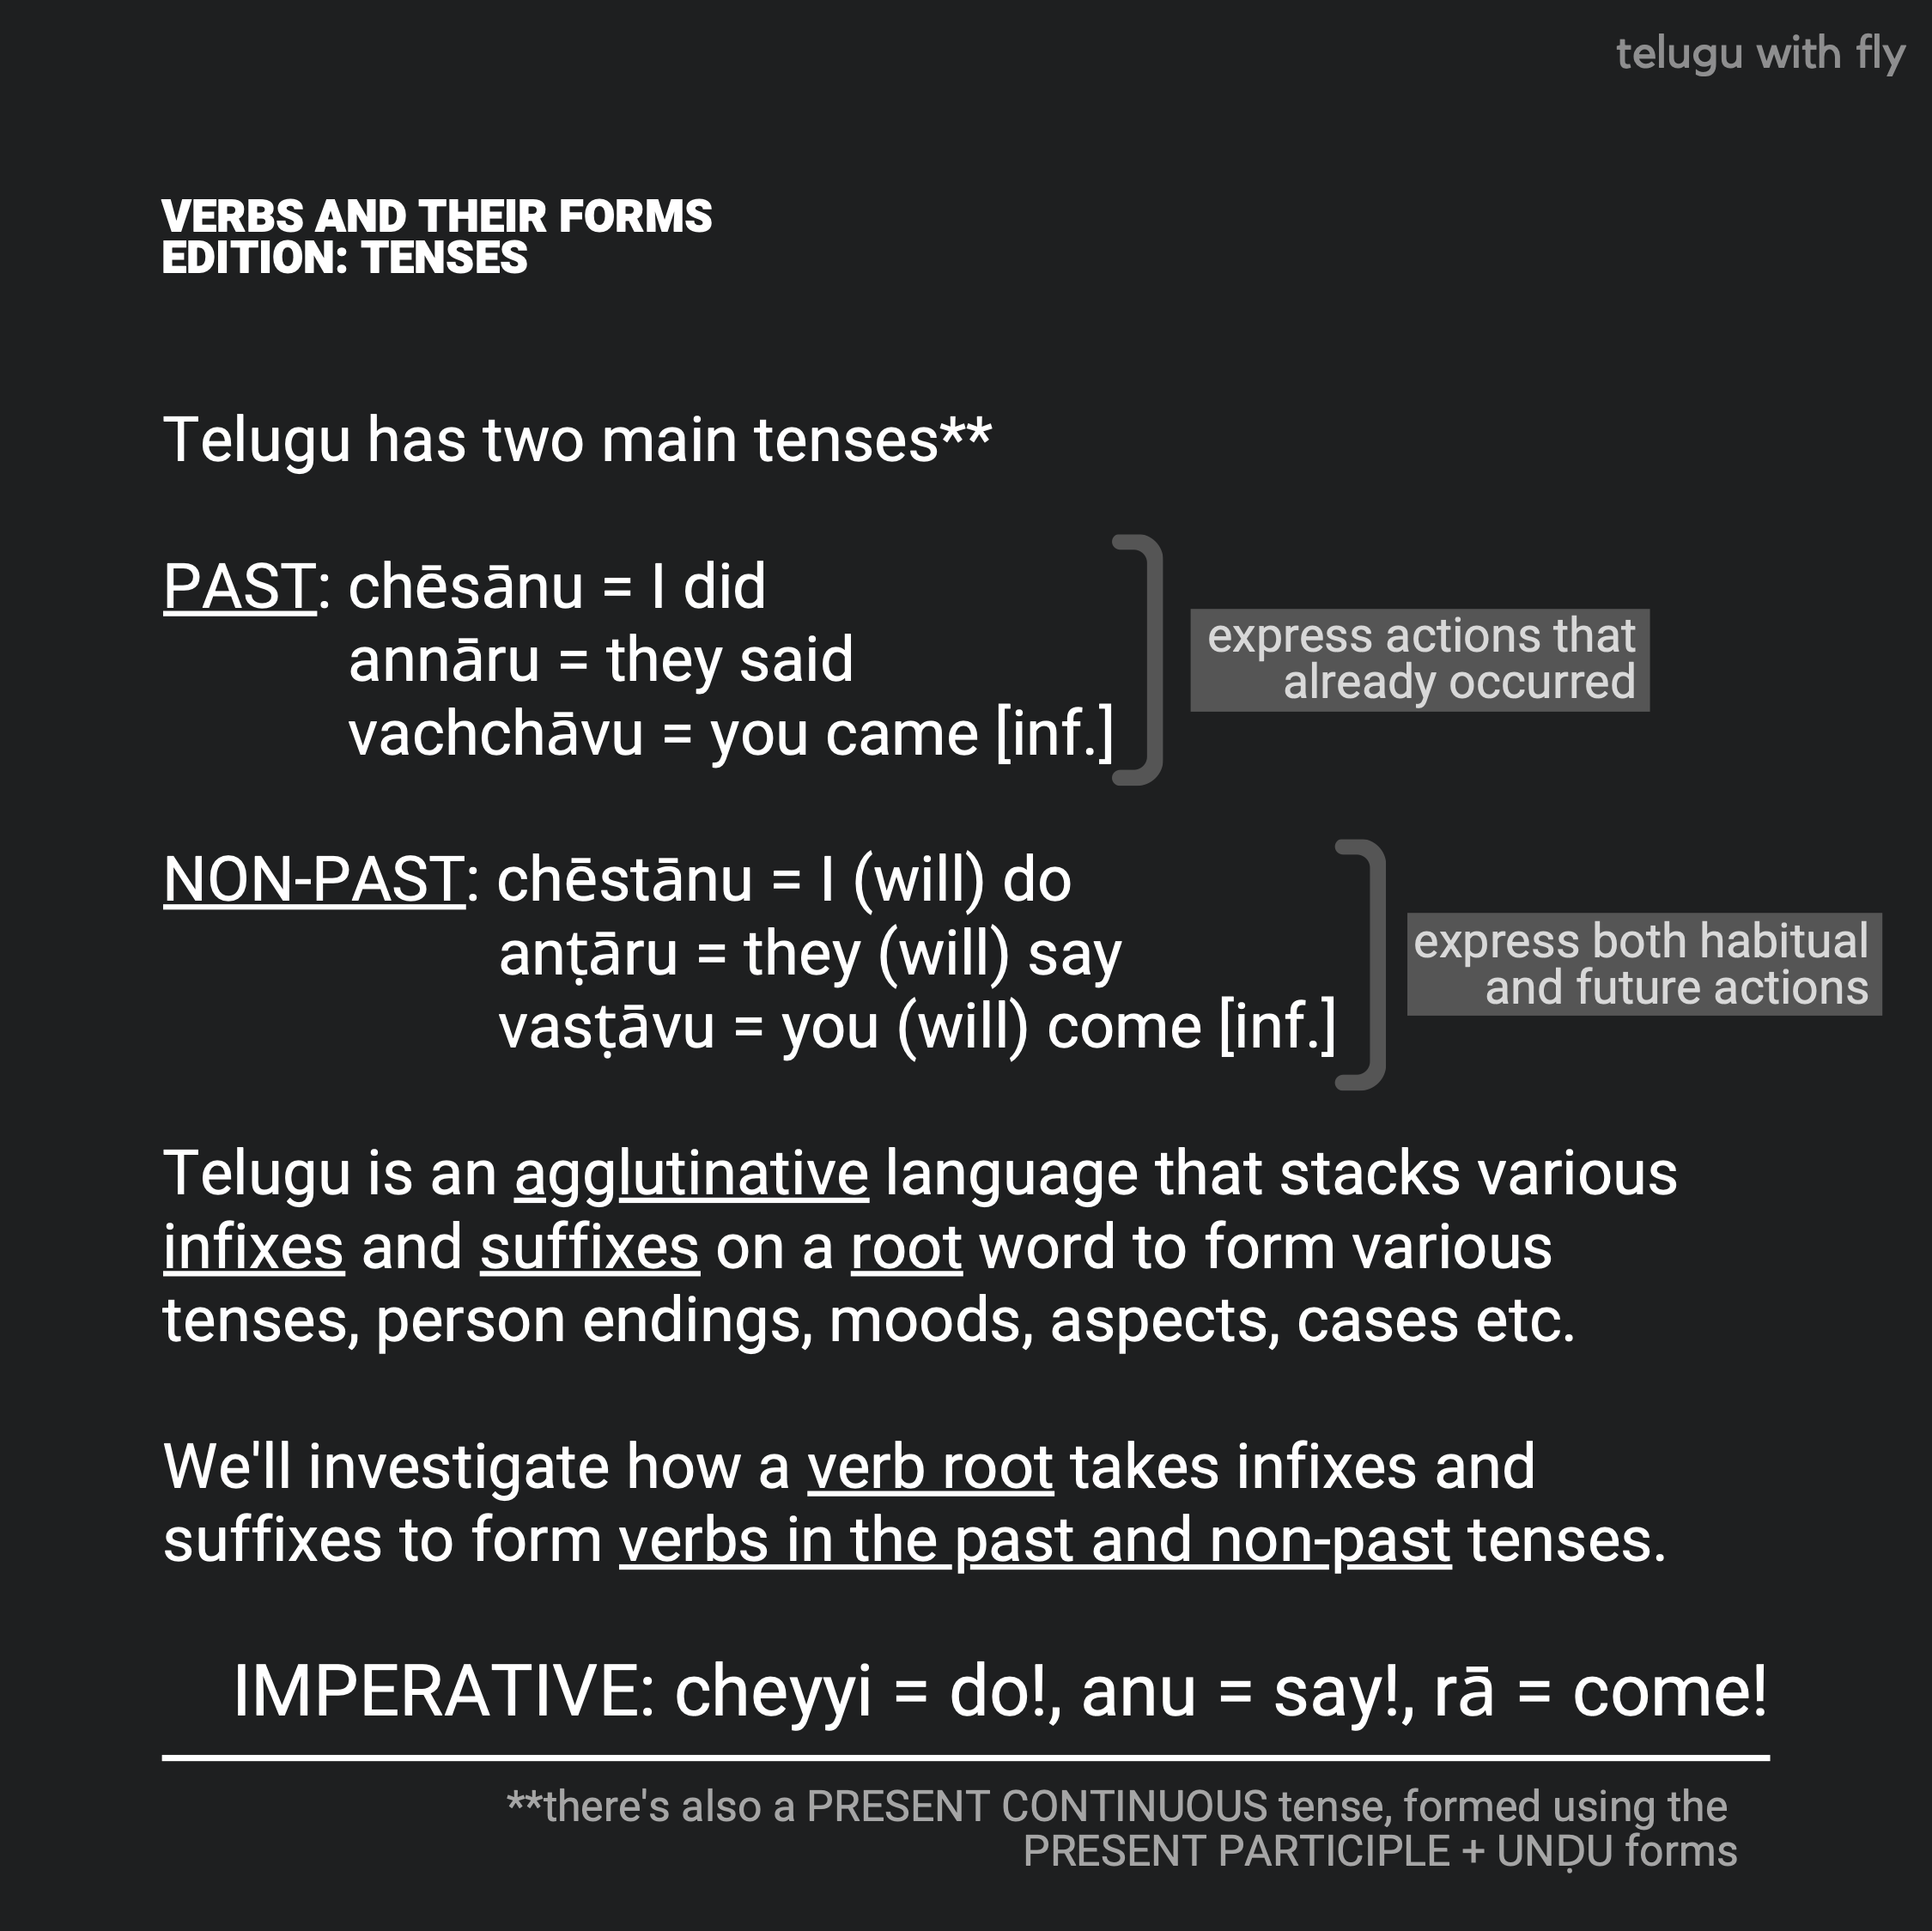 telugu with fly
VERBS AND THEIR FORMS
EDITION: TENSES
Telugu has two main tenses**
PAST: chēsānu = I did
annāru = they said
vachchāvu = you came [inf.]
express actions that
already occurred
NON-PAST: chēstānu = I (will) do
anṭāru = they (will) say
vasṭāvu = you (will) come [inf.]
express both habitual
and future actions
Telugu is an agglutinative language that stacks various
infixes and suffixes on a root word to form various
tenses, person endings, moods, aspects, cases etc.
We'll investigate how a verb root takes infixes and
suffixes to form verbs in the past and non-past tenses.
IMPERATIVE: cheyyi = do!, anu = say!, rā = come!
**there's also a PRESENT CONTINUOUS tense, formed using the
PRESENT PARTICIPLE + UNḌU forms